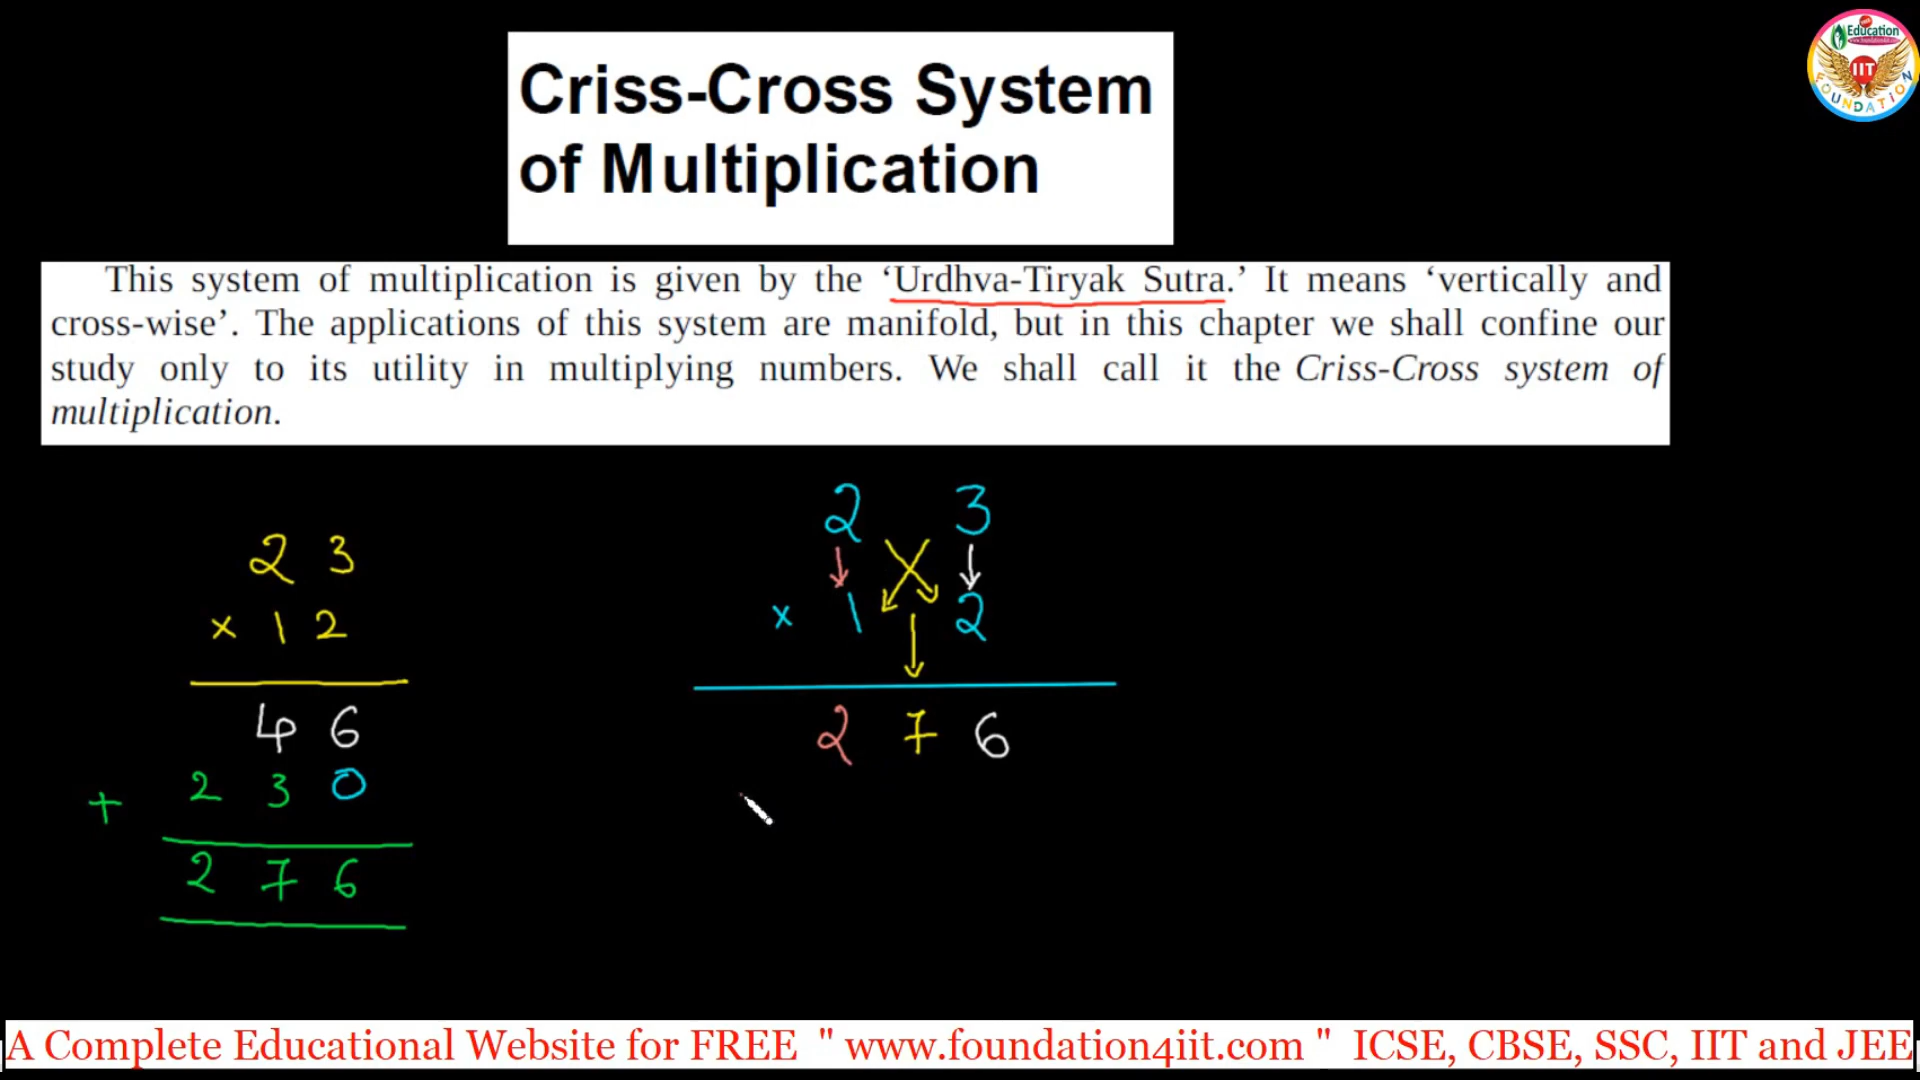 Education
IIT
FOUNDATION
Criss-Cross System
of Multiplication
This system of multiplication is given by the ‘Urdhva-Tiryak Sutra.’ It means ‘vertically and
cross-wise’. The applications of this system are manifold, but in this chapter we shall confine our
study only to its utility in multiplying numbers. We shall call it the Criss-Cross system of
multiplication.
2 3
x 1 2
4 6
+ 2 3 0
2 7 6
2 3
x 1 2
2 7 6
A Complete Educational Website for FREE " www.foundation4iit.com " ICSE, CBSE, SSC, IIT and JEE